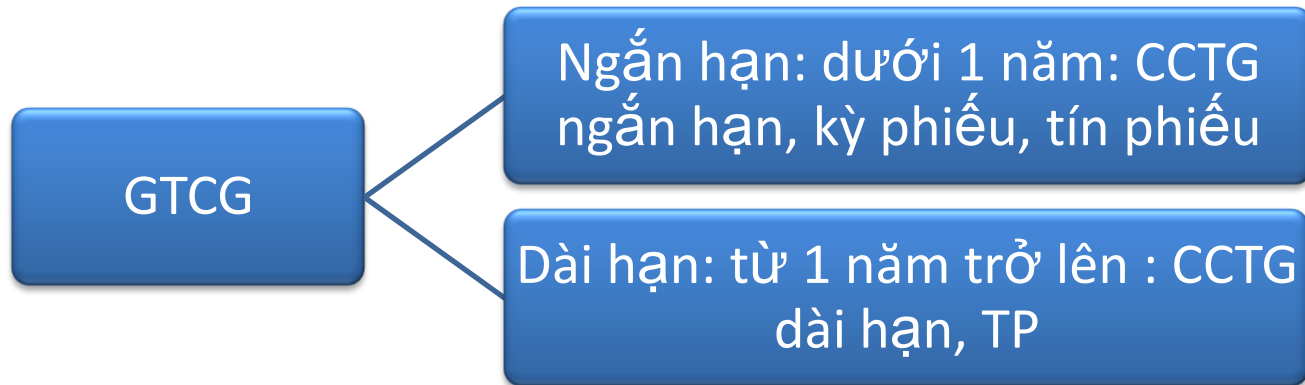 GTCG
Ngắn hạn: dưới 1 năm: CCTG
ngắn hạn, kỳ phiếu, tín phiếu
Dài hạn: từ 1 năm trở lên : CCTG
dài hạn, TP